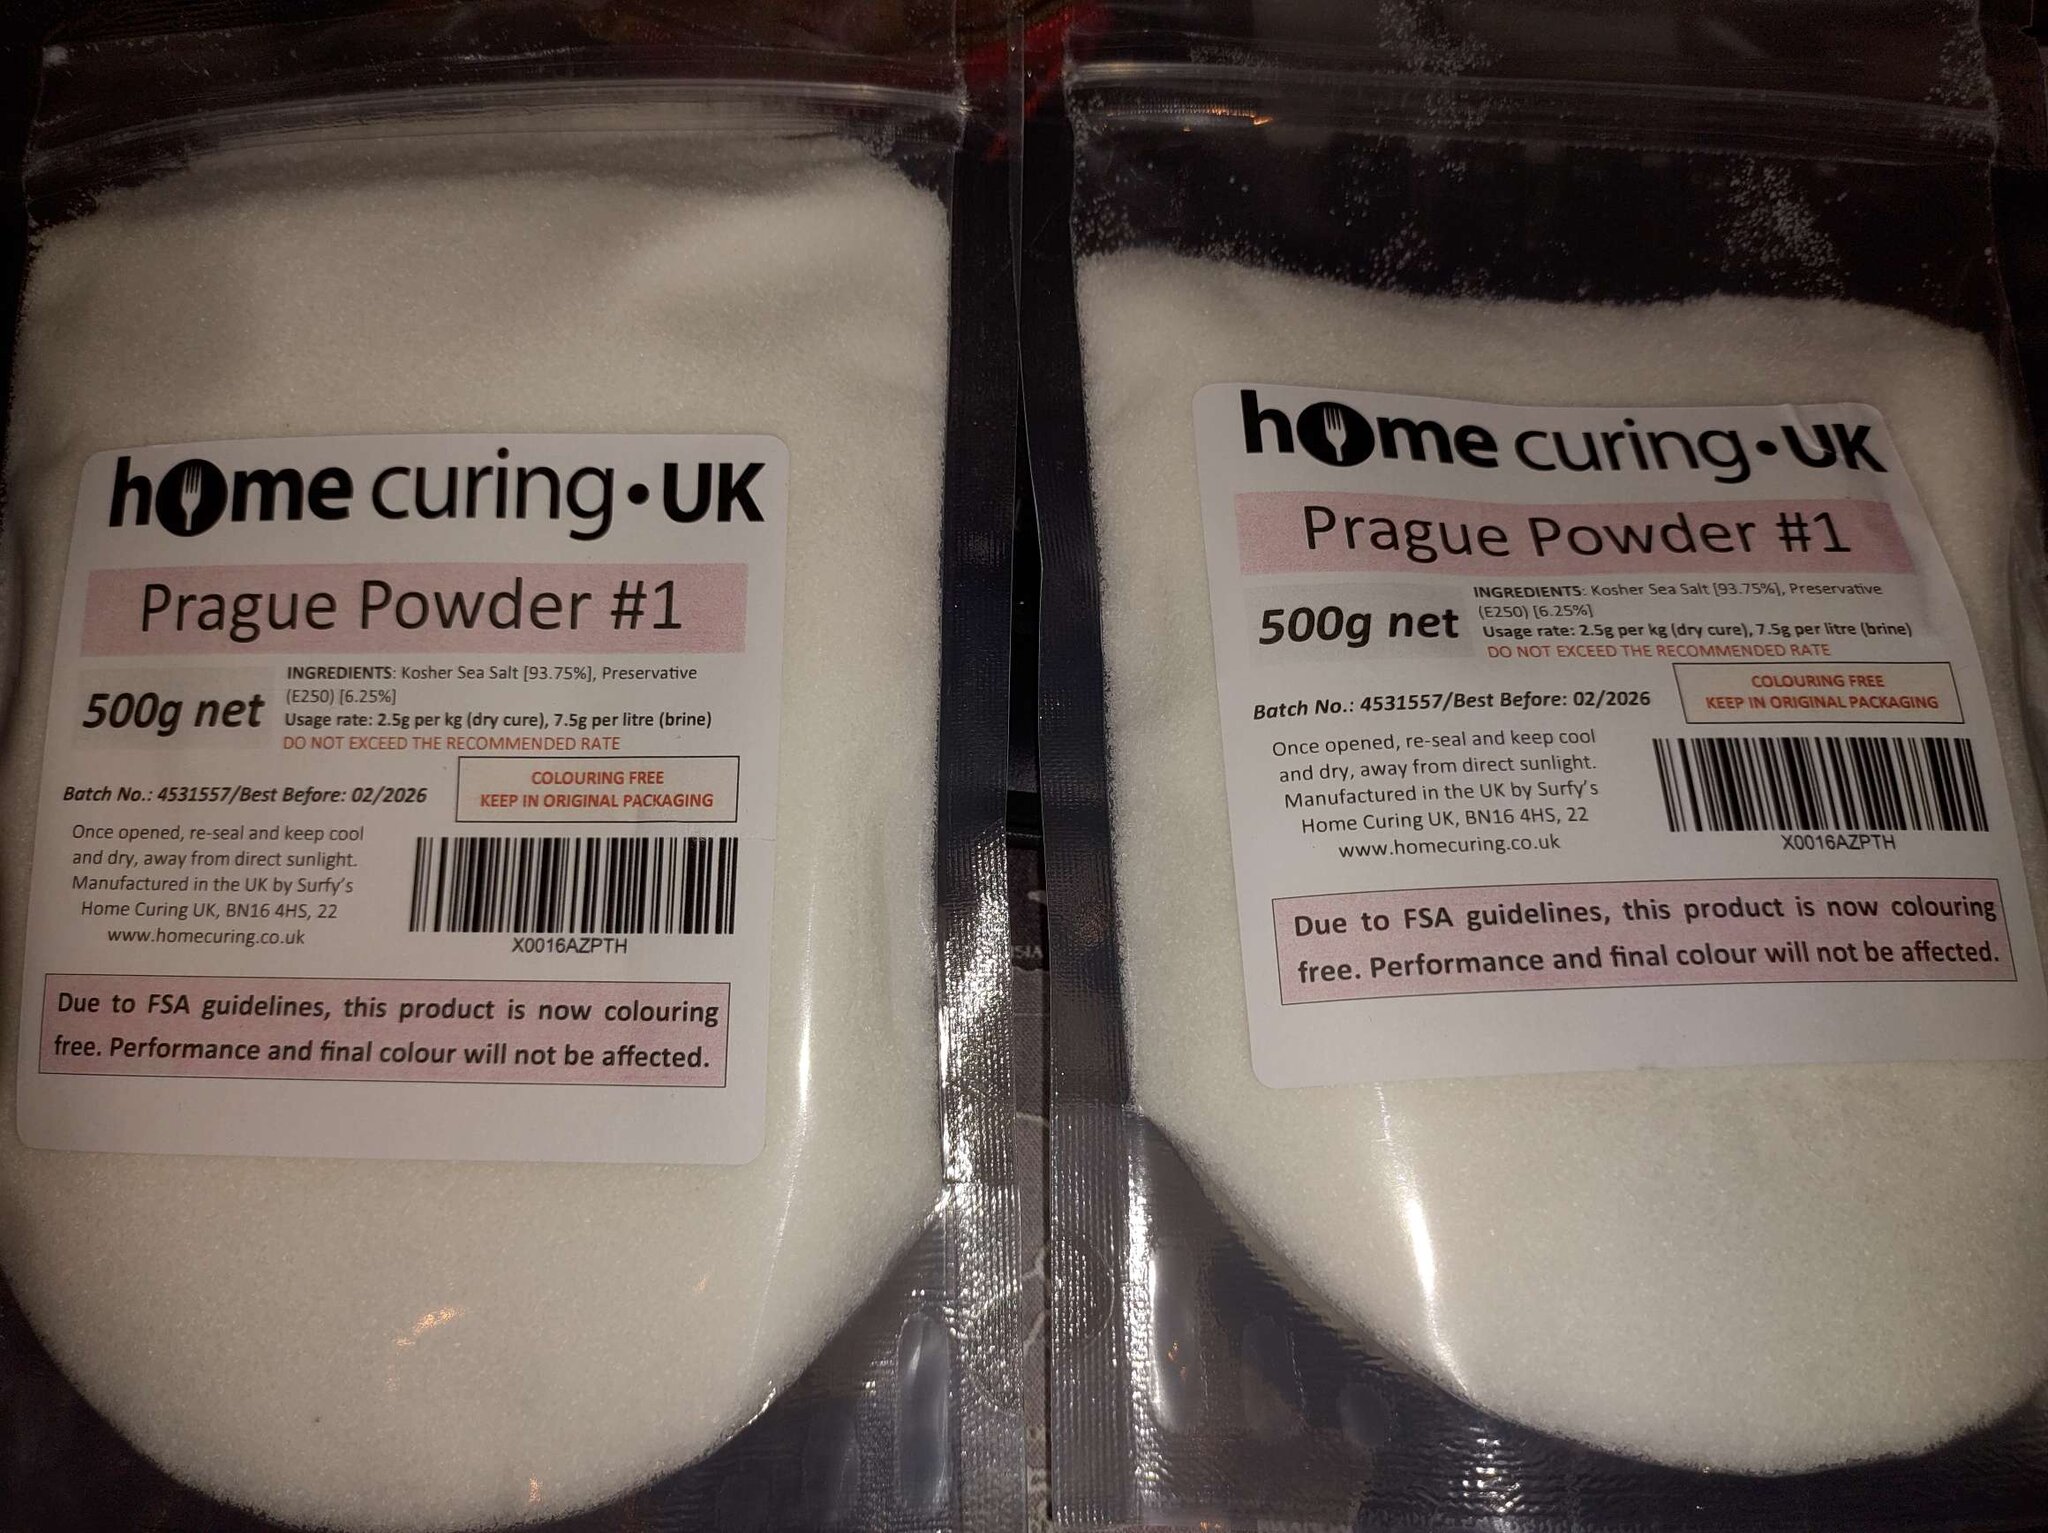 home curing • UK
Prague Powder #1
500g net
INGREDIENTS: Kosher Sea Salt [93.75%], Preservative
(E250) [6.25%]
Usage rate: 2.5g per kg (dry cure), 7.5g per litre (brine)
DO NOT EXCEED THE RECOMMENDED RATE
Batch No.: 4531557/Best Before: 02/2026
COLOURING FREE
KEEP IN ORIGINAL PACKAGING
Once opened, re-seal and keep cool
and dry, away from direct sunlight.
Manufactured in the UK by Surfy's
Home Curing UK, BN16 4HS, 22
www.homecuring.co.uk
X0016AZPTH
Due to FSA guidelines, this product is now colouring
free. Performance and final colour will not be affected.
home curing • UK
Prague Powder #1
500g net
INGREDIENTS: Kosher Sea Salt [93.75%], Preservative
(E250) [6.25%]
Usage rate: 2.5g per kg (dry cure), 7.5g per litre (brine)
DO NOT EXCEED THE RECOMMENDED RATE
Batch No.: 4531557/Best Before: 02/2026
COLOURING FREE
KEEP IN ORIGINAL PACKAGING
Once opened, re-seal and keep cool
and dry, away from direct sunlight.
Manufactured in the UK by Surfy's
Home Curing UK, BN16 4HS, 22
www.homecuring.co.uk
X0016AZPTH
Due to FSA guidelines, this product is now colouring
free. Performance and final colour will not be affected.